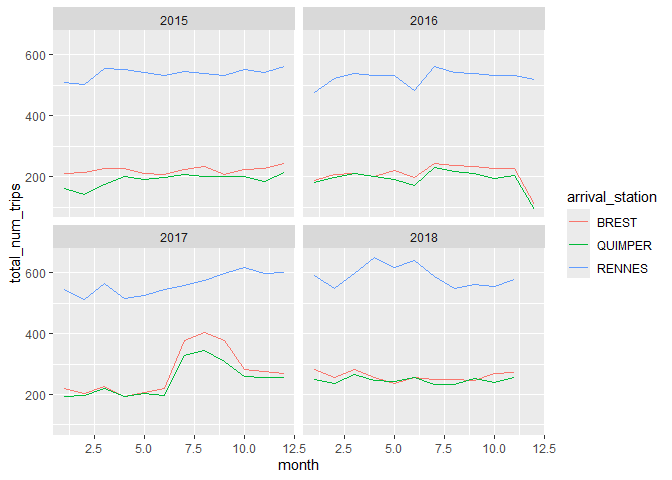 2015
2016
600
400
200
2017
2018
600
400
200
2.5 5.0 7.5 10.0 12.5
2.5 5.0 7.5 10.0 12.5
month
total_num_trips
arrival_station
BREST
QUIMPER
RENNES